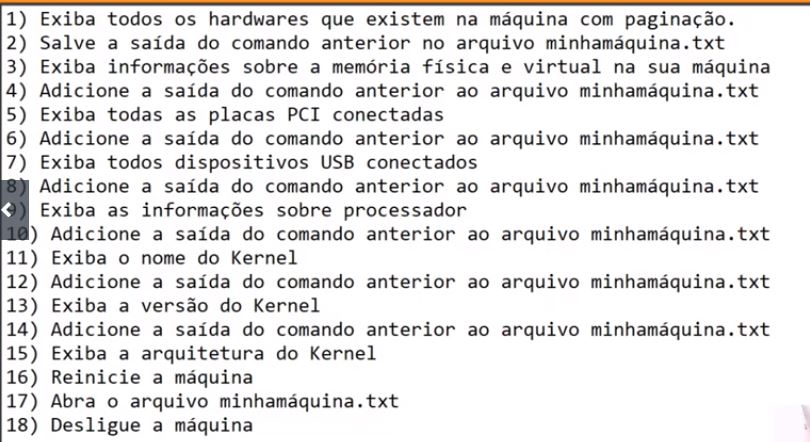 1) Exiba todos os hardwares que existem na máquina com paginação.
2) Salve a saída do comando anterior no arquivo minhamáquina.txt
3) Exiba informações sobre a memória física e virtual na sua máquina
4) Adicione a saída do comando anterior ao arquivo minhamáquina.txt
5) Exiba todas as placas PCI conectadas
6) Adicione a saída do comando anterior ao arquivo minhamáquina.txt
7) Exiba todos dispositivos USB conectados
8) Adicione a saída do comando anterior ao arquivo minhamáquina.txt
9) Exiba as informações sobre processador
10) Adicione a saída do comando anterior ao arquivo minhamáquina.txt
11) Exiba o nome do Kernel
12) Adicione a saída do comando anterior ao arquivo minhamáquina.txt
13) Exiba a versão do Kernel
14) Adicione a saída do comando anterior ao arquivo minhamáquina.txt
15) Exiba a arquitetura do Kernel
16) Reinicie a máquina
17) Abra o arquivo minhamáquina.txt
18) Desligue a máquina